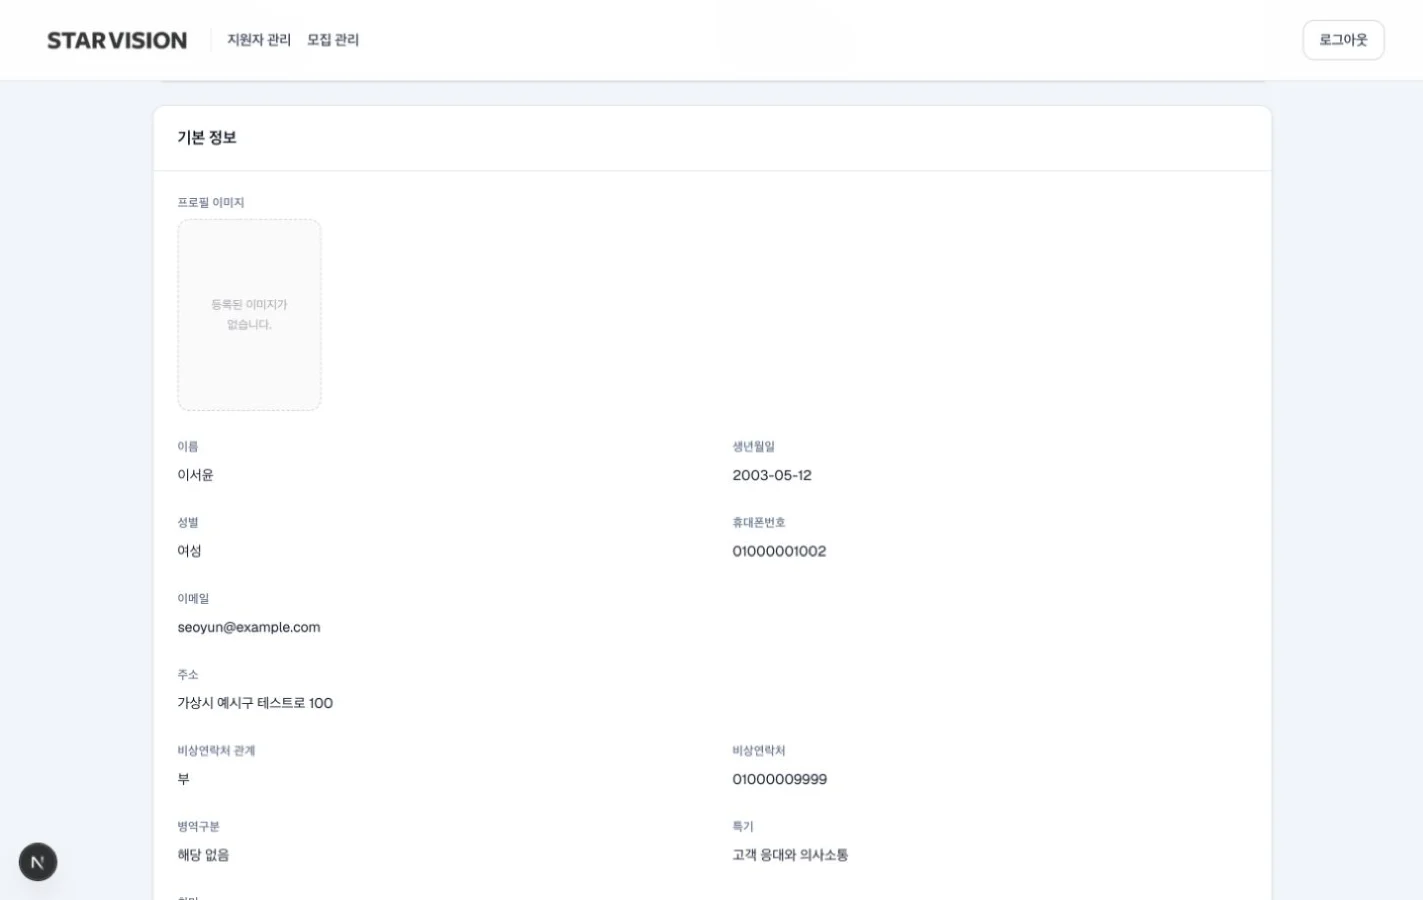 STARVISION
지원자 관리
모집 관리
로그아웃
기본 정보
프로필 이미지
등록된 이미지가
없습니다.
이름
생년월일
이서윤
2003-05-12
성별
휴대폰번호
여성
01000001002
이메일
seoyun@example.com
주소
가상시 예시구 테스트로 100
비상연락처 관계
비상연락처
부
01000009999
병역구분
특기
해당 없음
고객 응대와 의사소통
N